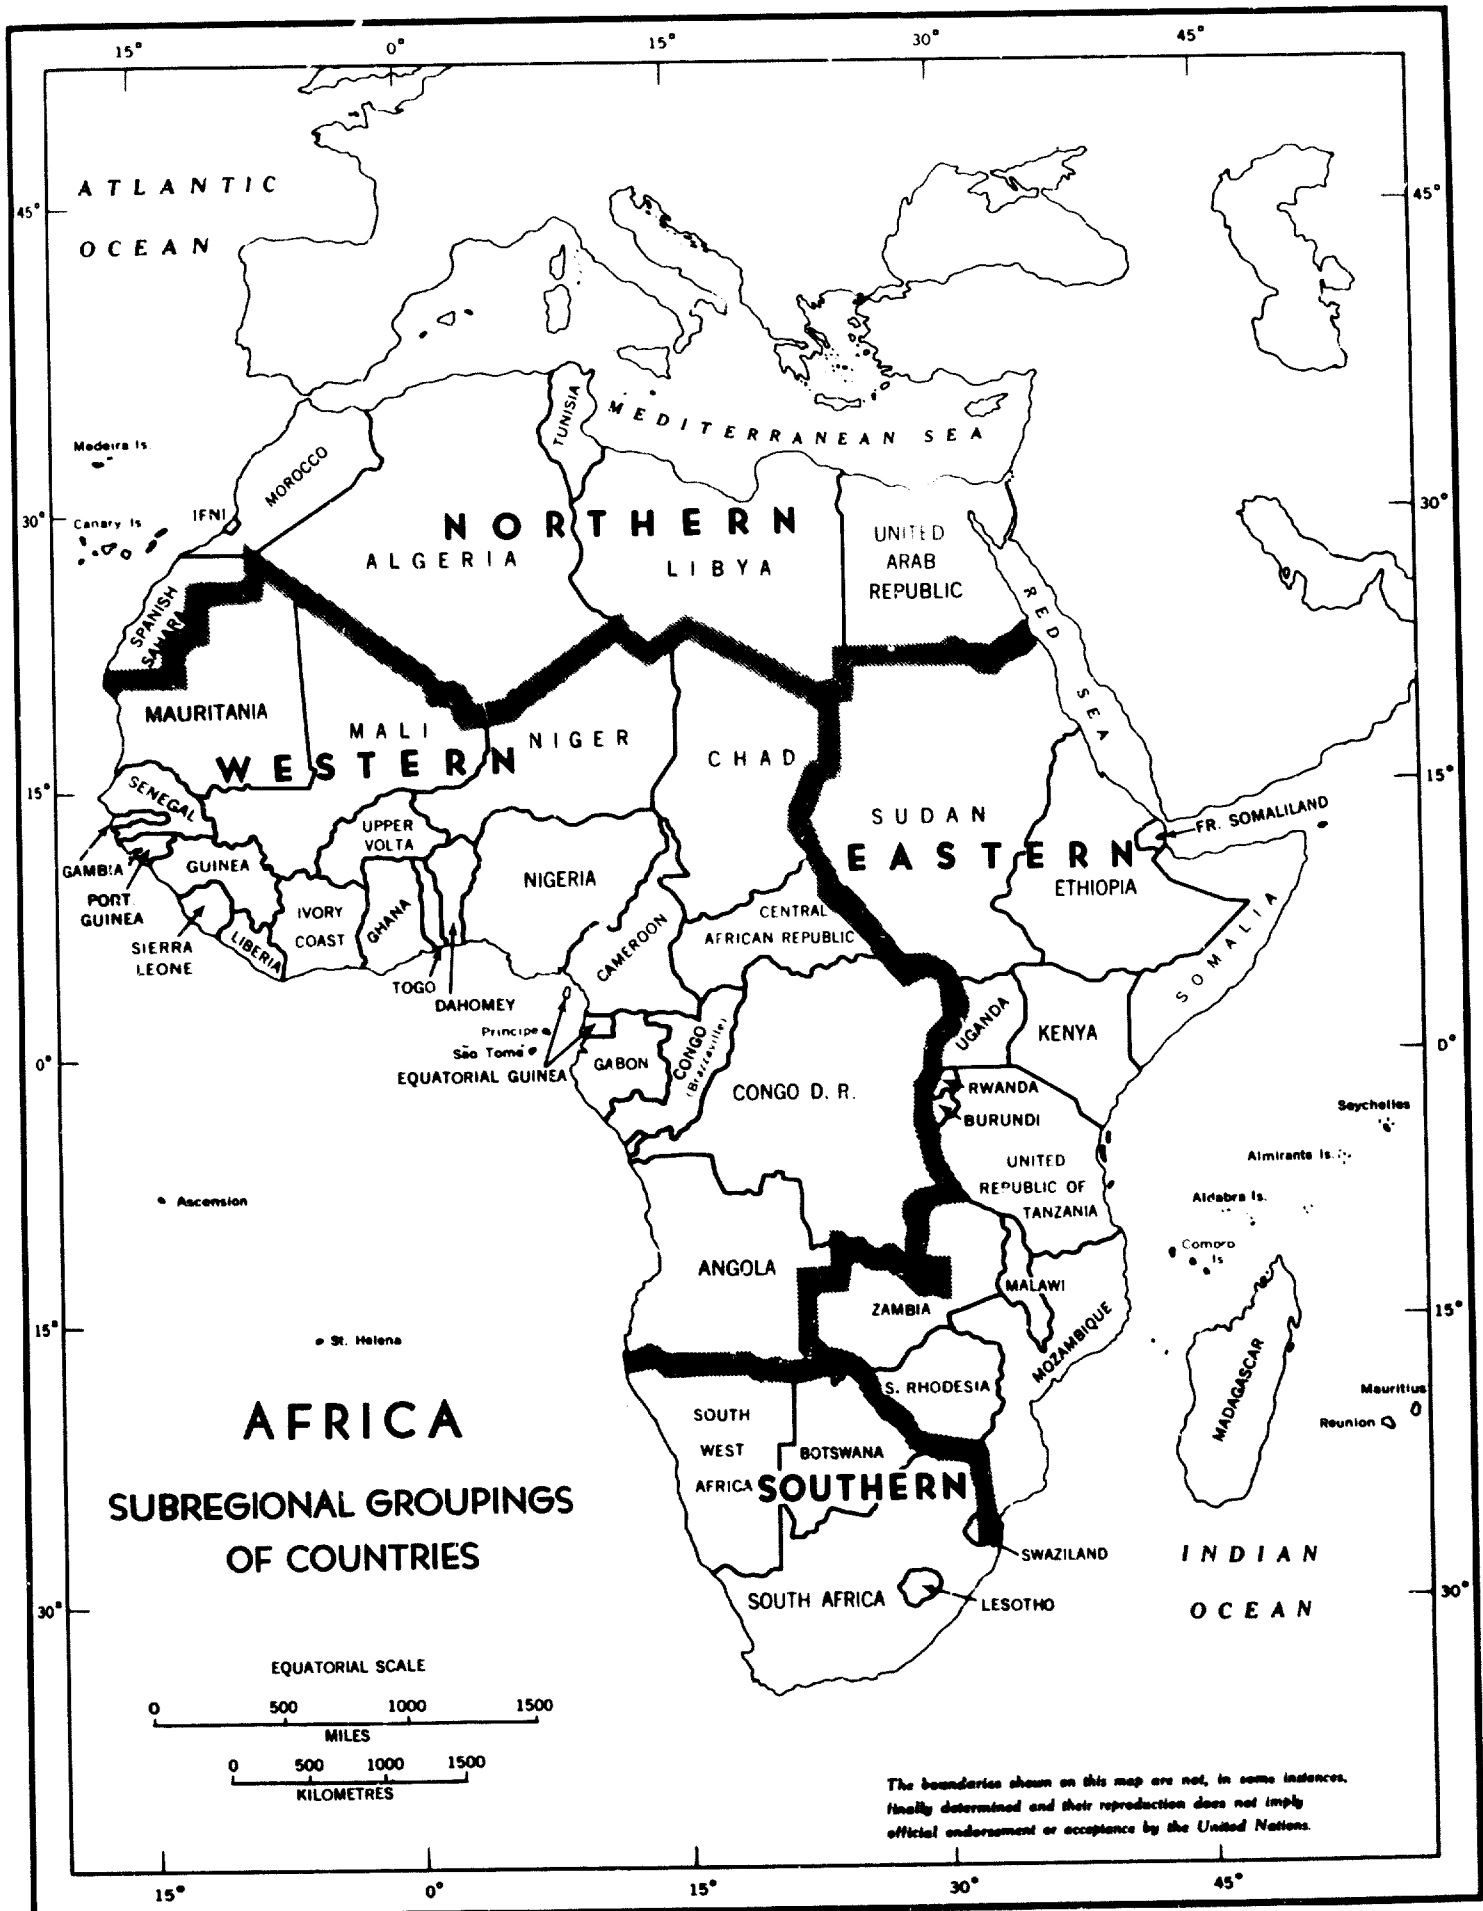 15° 0° 15° 30° 45°
ATLANTIC
OCEAN
45° 45°
MEDITERRANEAN SEA
TUNISIA
Madeira Is.
MOROCCO
Canary Is
IFNI
30° 30°
NORTHERN
ALGERIA
LIBYA
UNITED
ARAB
REPUBLIC
RED SEA
SPANISH
SAHARA
MAURITANIA
MALI
NIGER
CHAD
WESTERN
15° 15°
SENEGAL
SUDAN
FR. SOMALILAND
UPPER
VOLTA
EASTERN
GAMBIA
GUINEA
NIGERIA
ETHIOPIA
PORT.
GUINEA
IVORY
COAST
GHANA
CENTRAL
AFRICAN REPUBLIC
SOMALIA
SIERRA
LEONE
LIBERIA
CAMEROON
TOGO
DAHOMEY
Principe
São Tome
EQUATORIAL GUINEA
GABON
CONGO
(Brazzaville)
UGANDA
KENYA
0° 0°
CONGO D. R.
RWANDA
BURUNDI
Seychelles
UNITED
REPUBLIC OF
TANZANIA
Almirante Is.
Aldabra Is.
Ascension
Comoro
Is
ANGOLA
MALAWI
ZAMBIA
15° 15°
St. Helena
MOZAMBIQUE
MADAGASCAR
S. RHODESIA
Mauritius
Reunion
SOUTH
WEST
AFRICA
BOTSWANA
SOUTHERN
AFRICA
SUBREGIONAL GROUPINGS
OF COUNTRIES
SWAZILAND
INDIAN
OCEAN
SOUTH AFRICA
LESOTHO
30° 30°
EQUATORIAL SCALE
0 500 1000 1500
MILES
0 500 1000 1500
KILOMETRES
The boundaries shown on this map are not, in some instances,
finally determined and their reproduction does not imply
official endorsement or acceptance by the United Nations.
15° 0° 15° 30° 45°